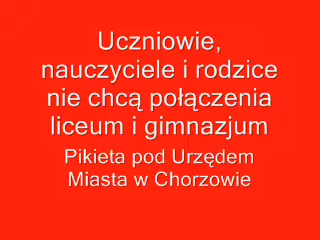 Uczniowie,
nauczyciele i rodzice
nie chcą połączenia
liceum i gimnazjum
Pikieta pod Urzędem
Miasta w Chorzowie